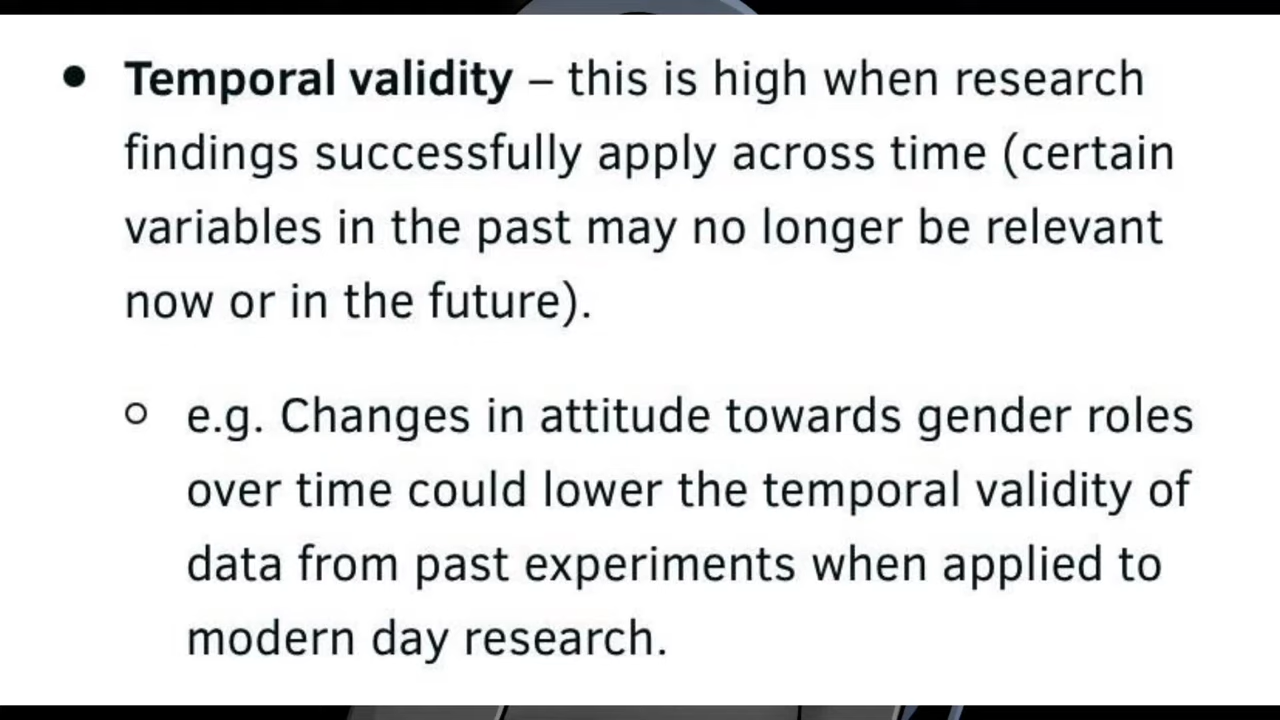 ● Temporal validity – this is high when research
findings successfully apply across time (certain
variables in the past may no longer be relevant
now or in the future).
○ e.g. Changes in attitude towards gender roles
over time could lower the temporal validity of
data from past experiments when applied to
modern day research.